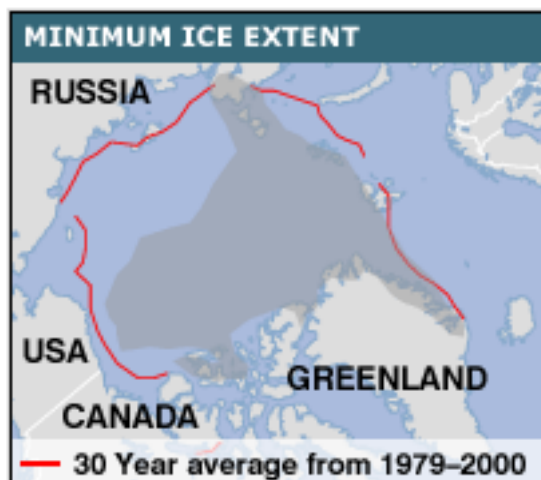 MINIMUM ICE EXTENT
RUSSIA
USA
GREENLAND
CANADA
30 Year average from 1979–2000